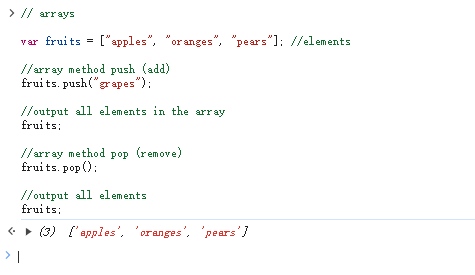 // arrays
var fruits = ["apples", "oranges", "pears"]; //elements
//array method push (add)
fruits.push("grapes");
//output all elements in the array
fruits;
//array method pop (remove)
fruits.pop();
//output all elements
fruits;
(3) ['apples', 'oranges', 'pears']